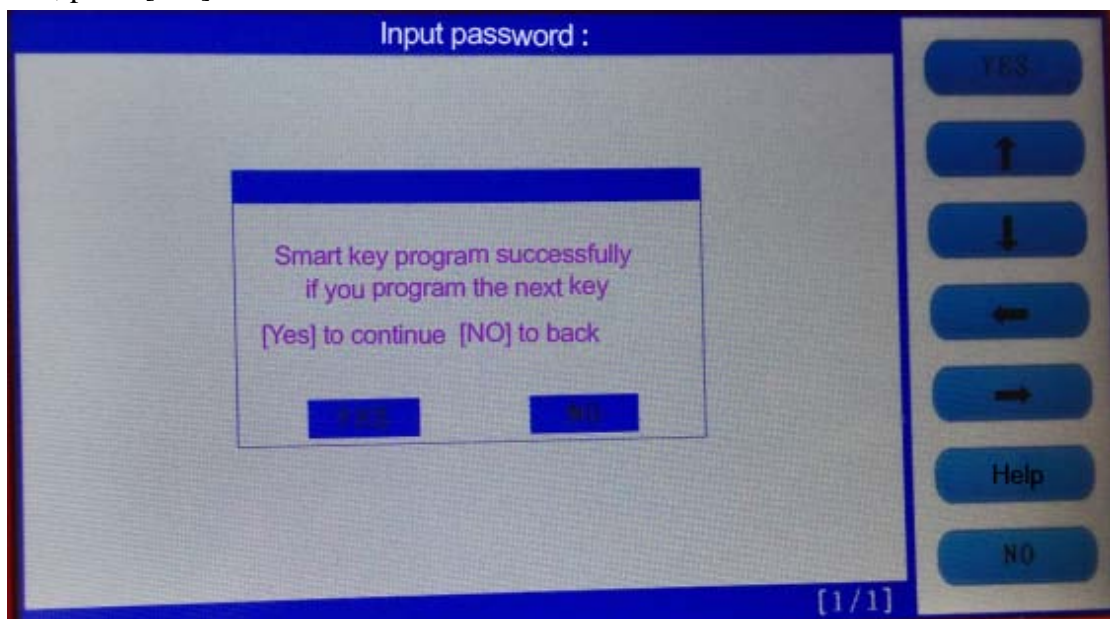 Input password :
Smart key program successfully
if you program the next key
[Yes] to continue [NO] to back
YES
NO
YES
↑
↓
←
→
Help
NO
[1/1]